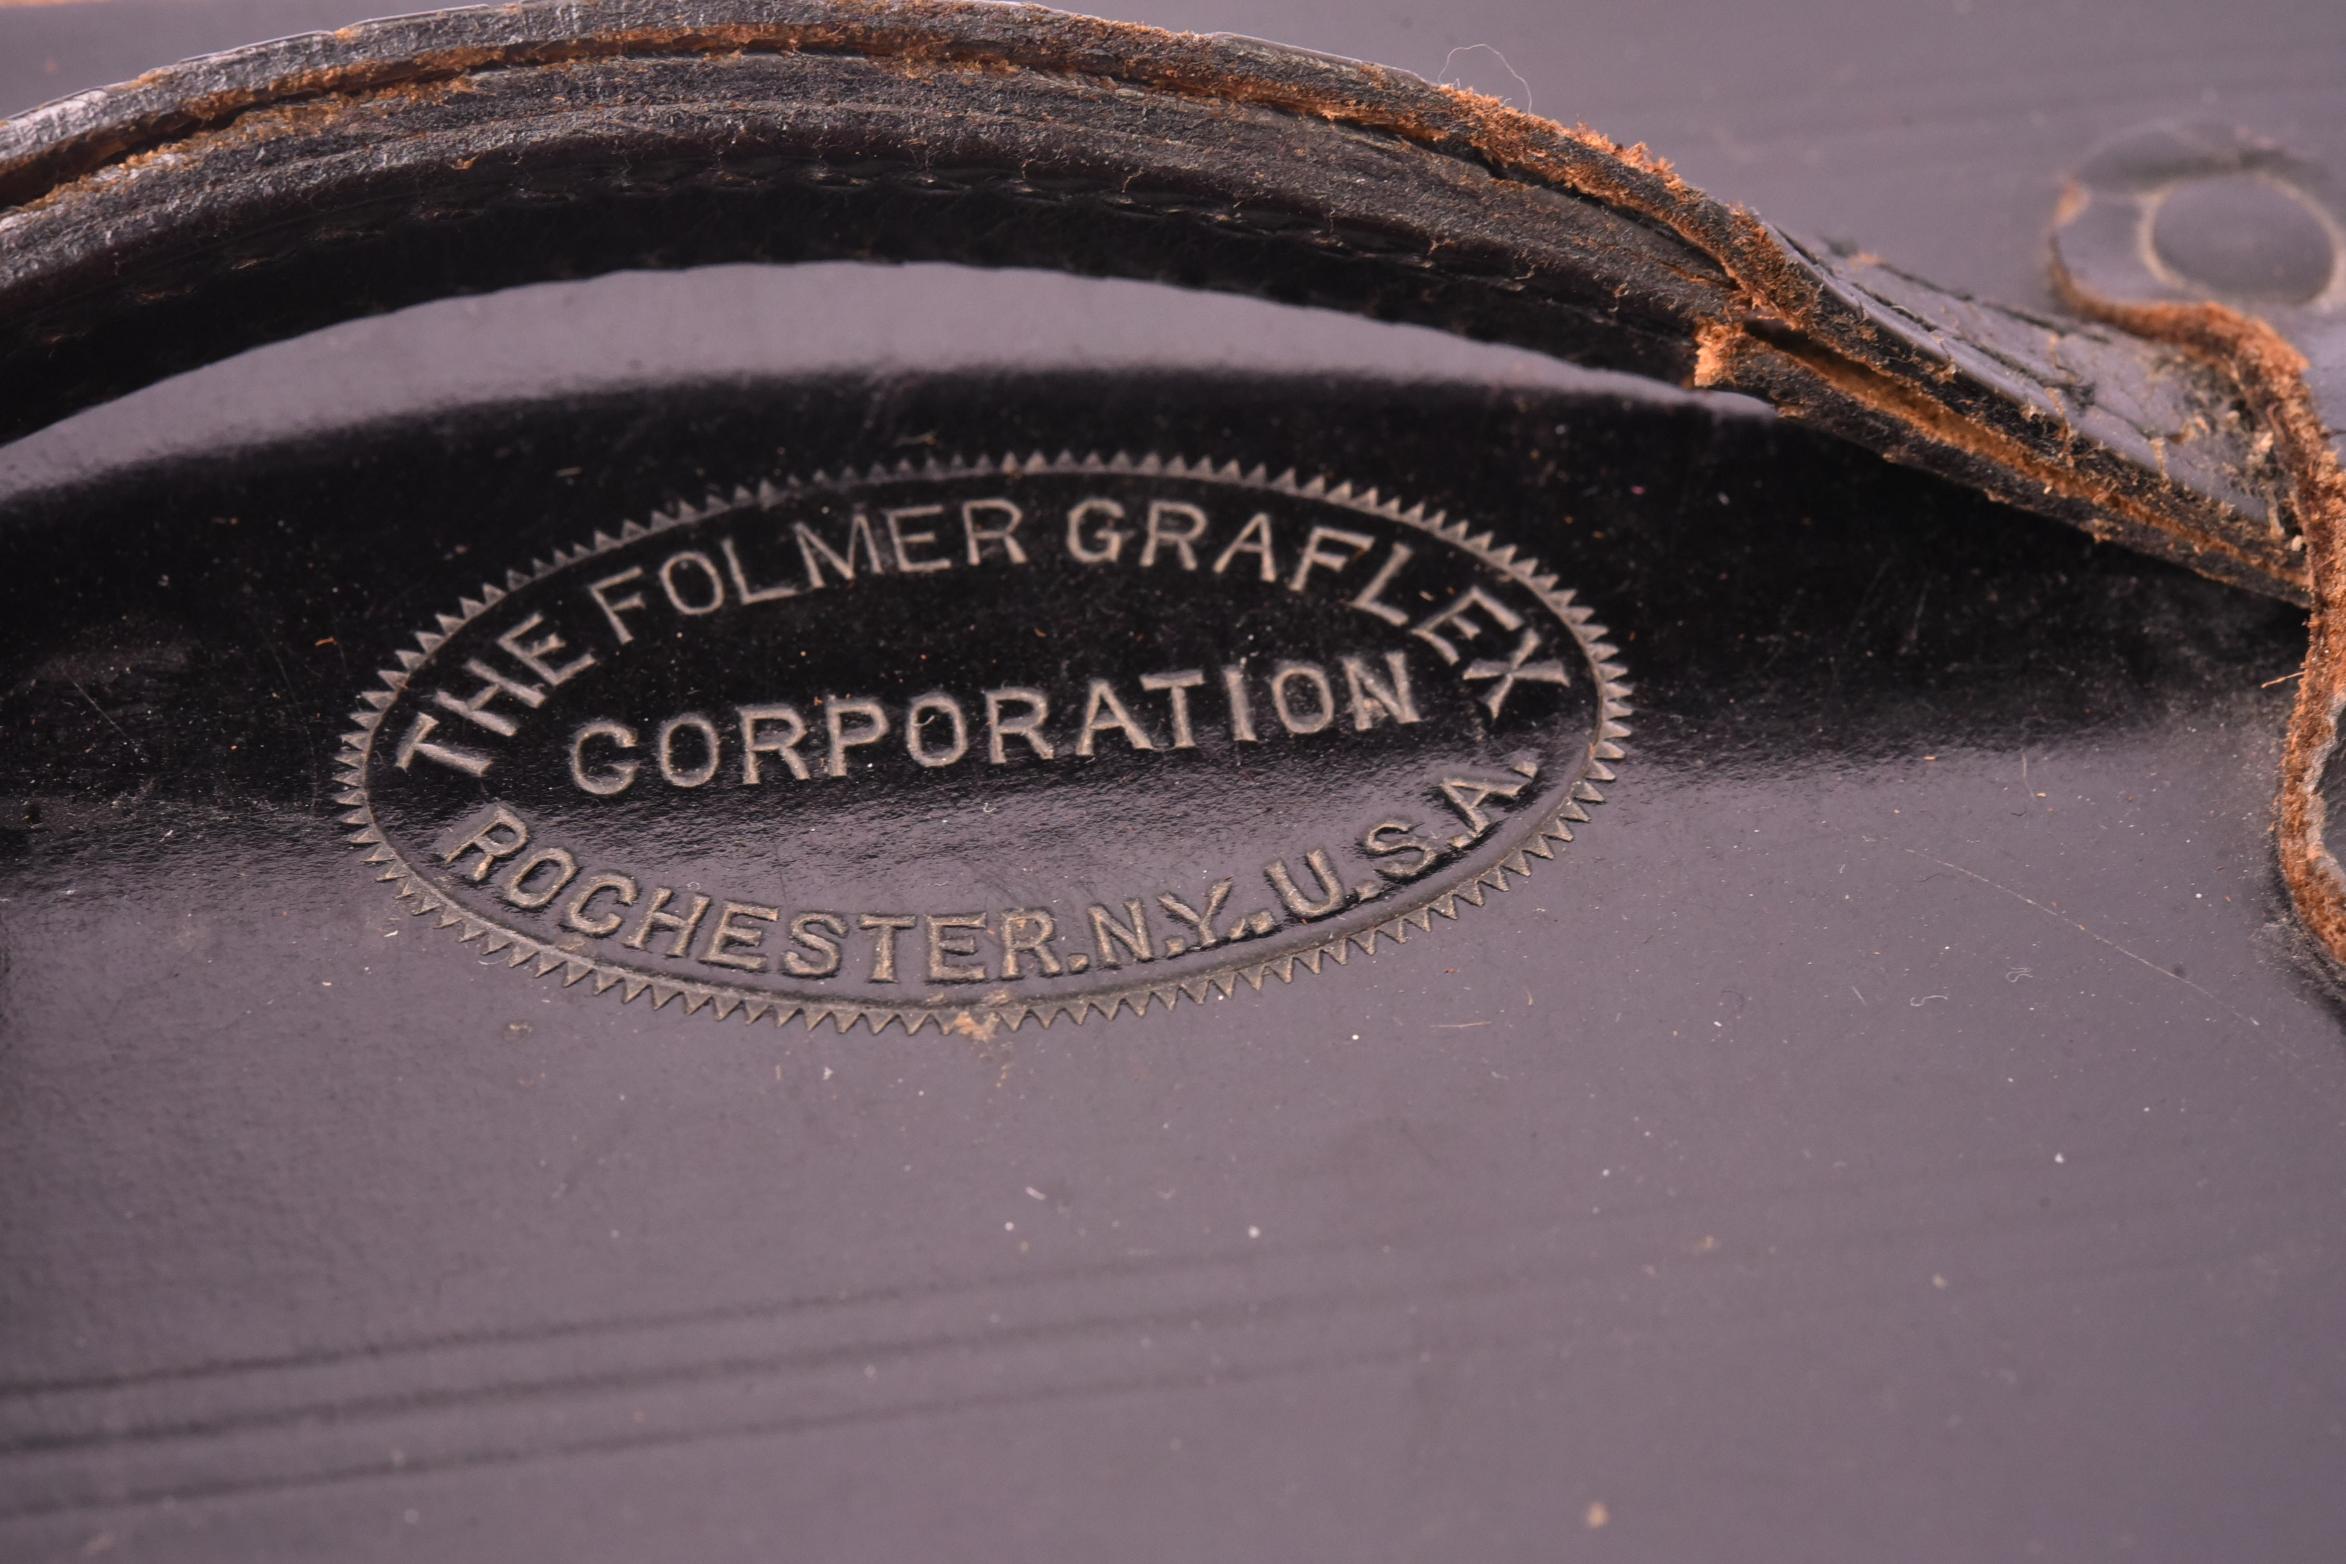 THE FOLMER GRAFLEX
CORPORATION
ROCHESTER.N.Y..U.S.A.